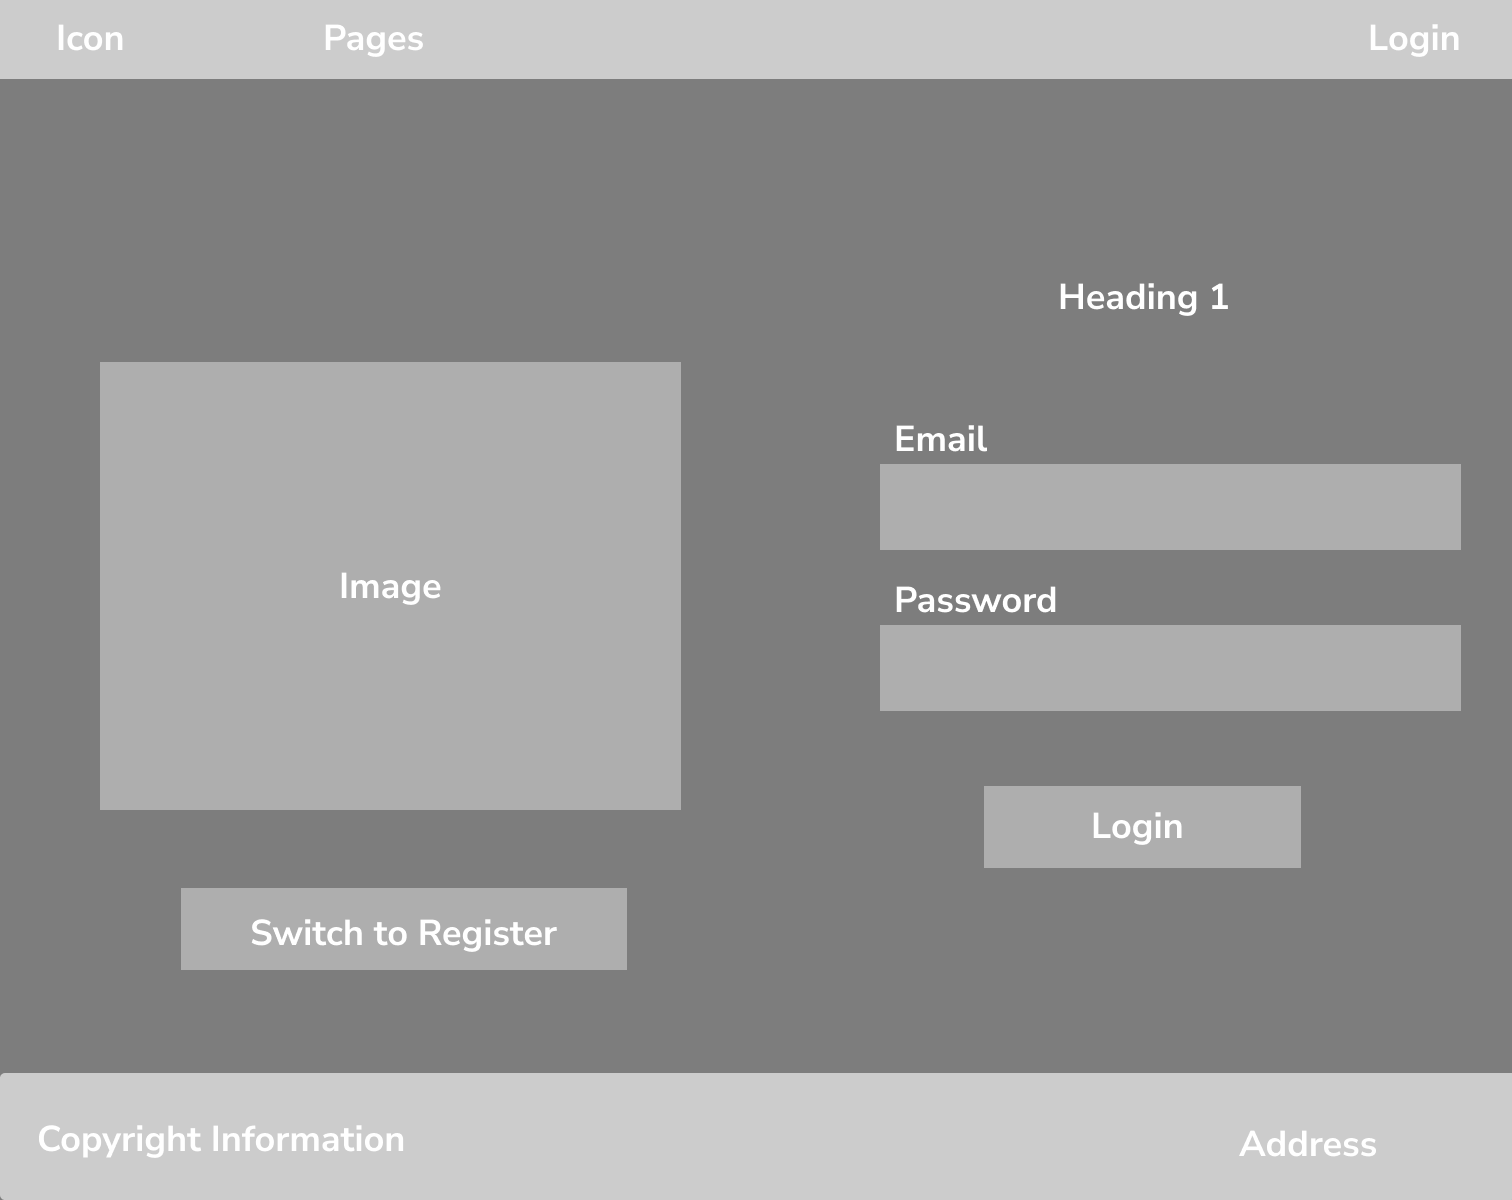 Icon
Pages
Login
Heading 1
Email
Image
Password
Login
Switch to Register
Copyright Information
Address